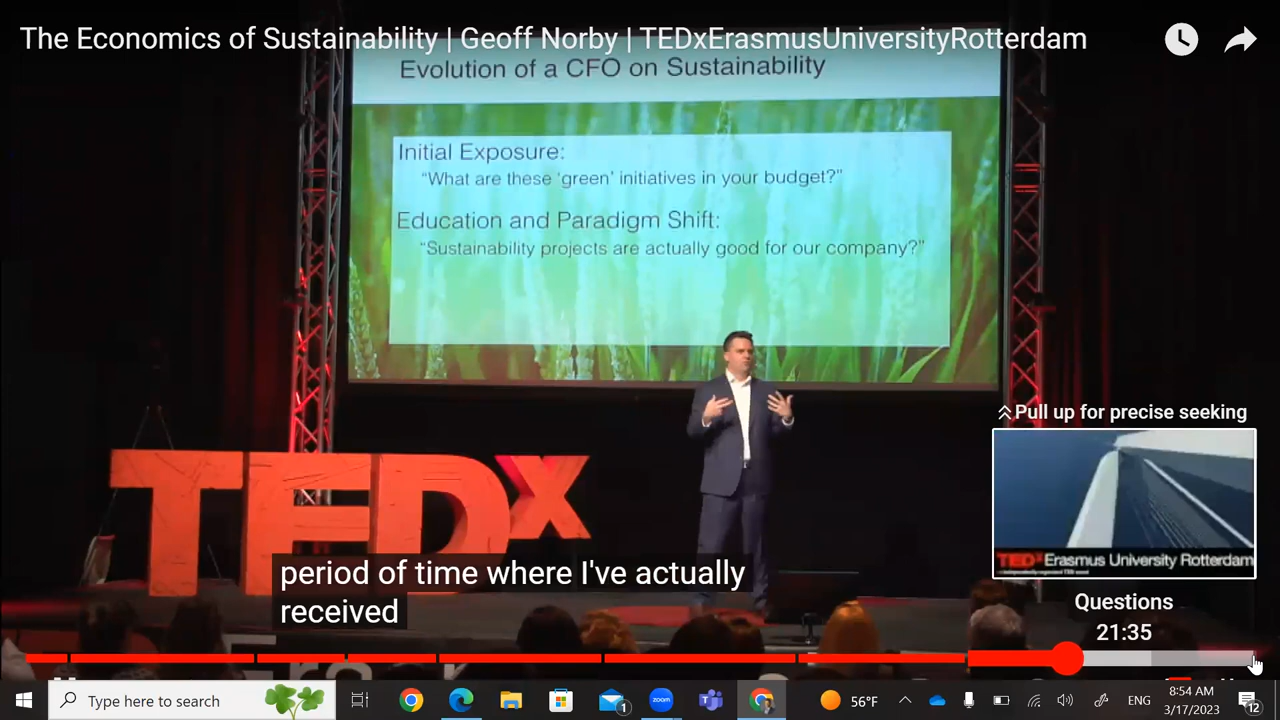 The Economics of Sustainability | Geoff Norby | TEDxErasmusUniversityRotterdam
Evolution of a CFO on Sustainability
Initial Exposure:
“What are these ‘green’ initiatives in your budget?”
Education and Paradigm Shift:
“Sustainability projects are actually good for our company?”
Pull up for precise seeking
TEDx
TEDx Erasmus University Rotterdam
period of time where I've actually
received
Questions
21:35
Type here to search
1
zoom
56°F
ENG
8:54 AM
3/17/2023
12